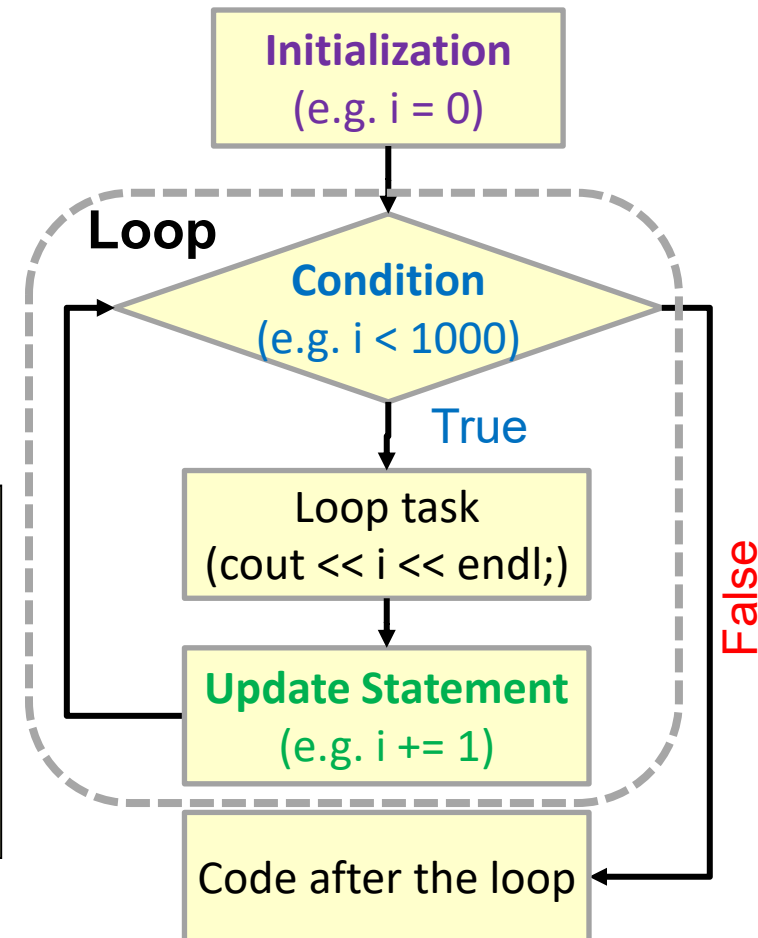 Initialization
(e.g. i = 0)
Loop
Condition
(e.g. i < 1000)
True
Loop task
(cout << i << endl;)
False
Update Statement
(e.g. i += 1)
Code after the loop